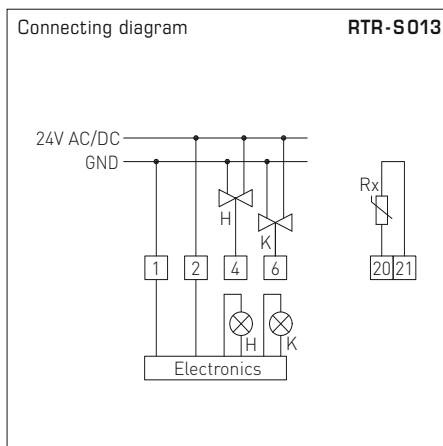 Connecting diagram RTR-S013
24V AC/DC
GND
Rx
H
K
1 2 4 6 20 21
H K
Electronics